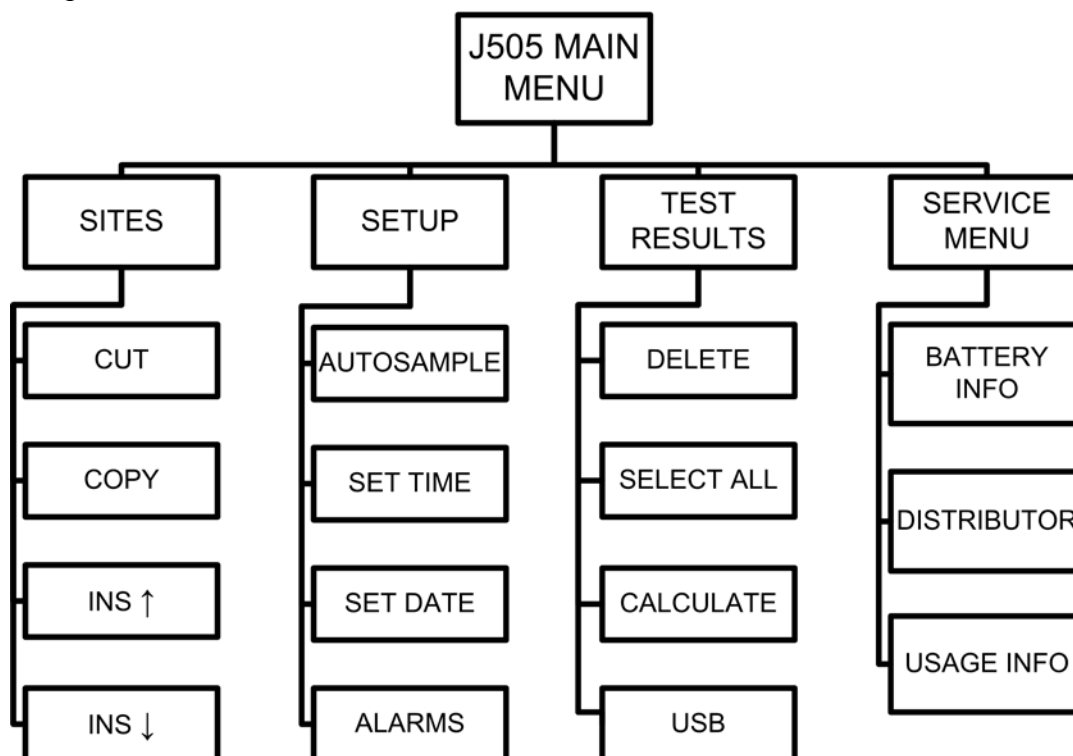 J505 MAIN
MENU
SITES
SETUP
TEST
RESULTS
SERVICE
MENU
CUT
AUTOSAMPLE
DELETE
BATTERY
INFO
COPY
SET TIME
SELECT ALL
DISTRIBUTOR
INS ↑
SET DATE
CALCULATE
USAGE INFO
INS ↓
ALARMS
USB